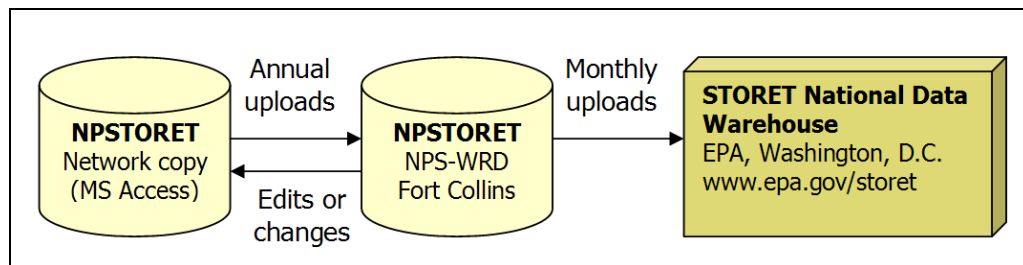 NPSTORET
Network copy
(MS Access)
Annual
uploads
Edits or
changes
NPSTORET
NPS-WRD
Fort Collins
Monthly
uploads
STORET National Data
Warehouse
EPA, Washington, D.C.
www.epa.gov/storet